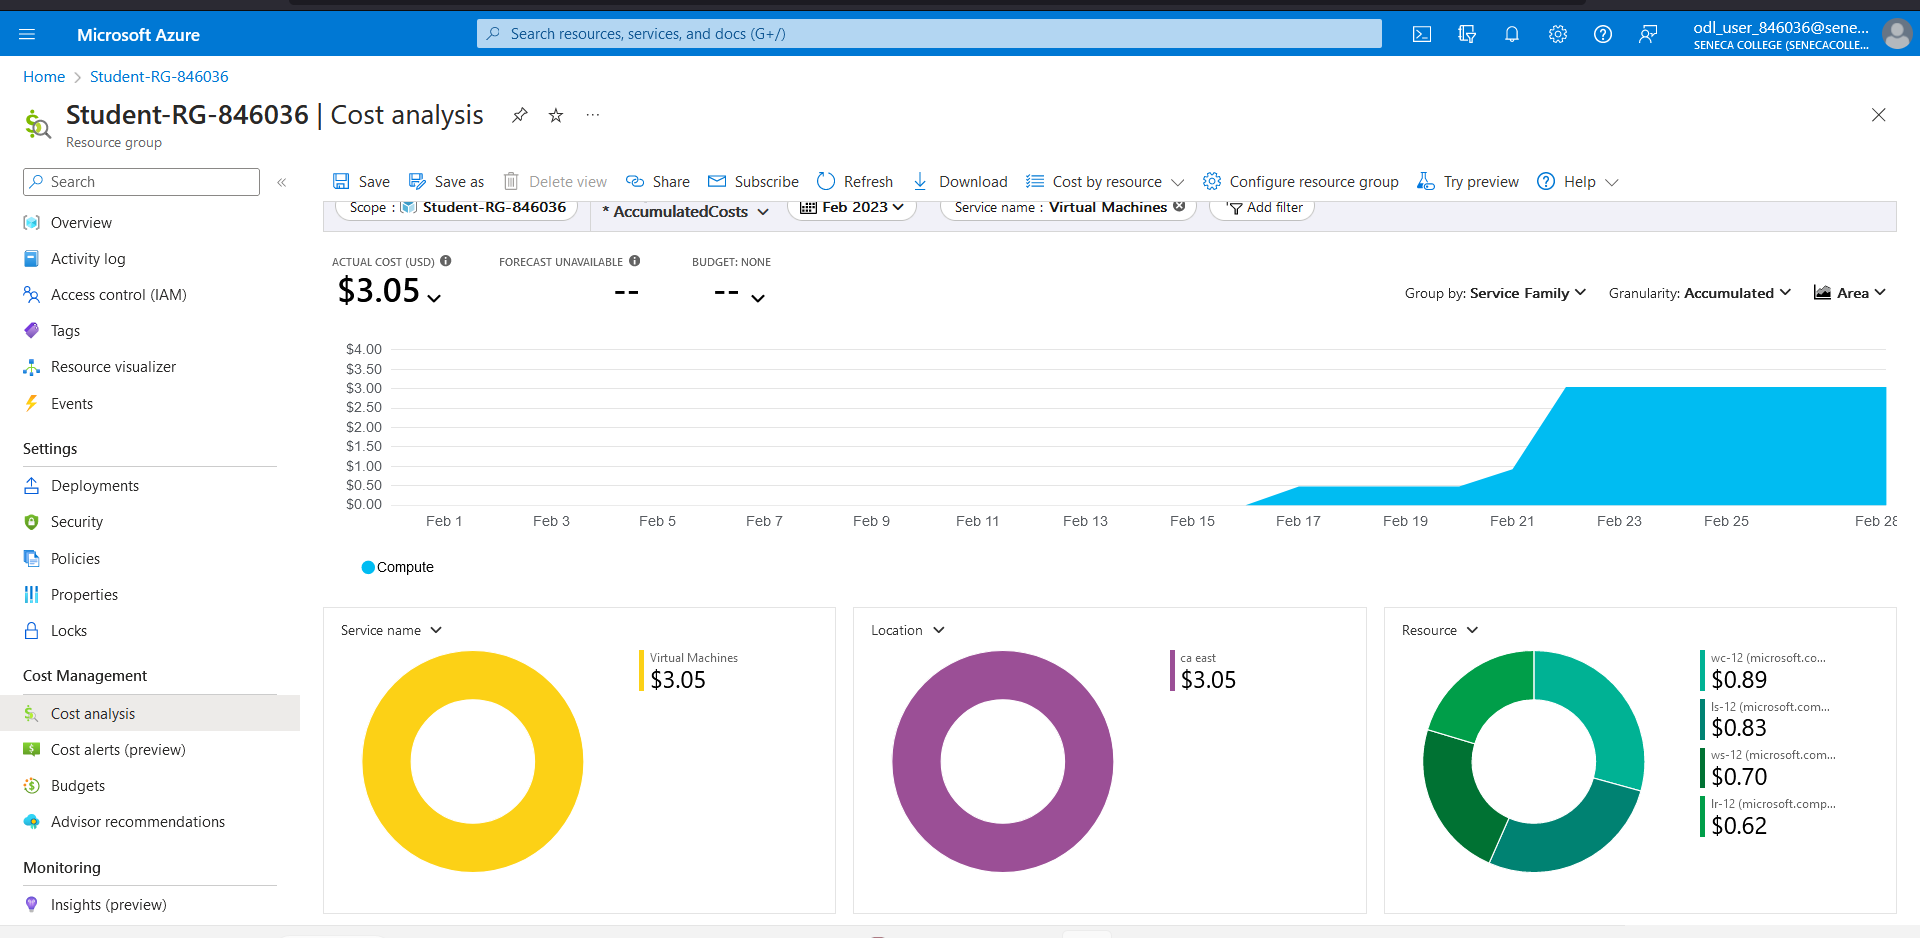 Microsoft Azure
Search resources, services, and docs (G+/)
odl_user_846036@sene...
SENECA COLLEGE (SENECACOLLE...
Home > Student-RG-846036
Student-RG-846036 | Cost analysis
Resource group
Search
Overview
Activity log
Access control (IAM)
Tags
Resource visualizer
Events
Settings
Deployments
Security
Policies
Properties
Locks
Cost Management
Cost analysis
Cost alerts (preview)
Budgets
Advisor recommendations
Monitoring
Insights (preview)
Save Save as Delete view Share Subscribe Refresh Download Cost by resource Configure resource group Try preview Help
Scope : Student-RG-846036 * AccumulatedCosts Feb 2023 Service name : Virtual Machines Add filter
ACTUAL COST (USD) FORECAST UNAVAILABLE BUDGET: NONE
$3.05 -- --
Group by: Service Family Granularity: Accumulated Area
$4.00
$3.50
$3.00
$2.50
$2.00
$1.50
$1.00
$0.50
$0.00
Feb 1 Feb 3 Feb 5 Feb 7 Feb 9 Feb 11 Feb 13 Feb 15 Feb 17 Feb 19 Feb 21 Feb 23 Feb 25 Feb 28
Compute
Service name
Virtual Machines
$3.05
Location
ca east
$3.05
Resource
wc-12 (microsoft.co...
$0.89
ls-12 (microsoft.com...
$0.83
ws-12 (microsoft.com...
$0.70
lr-12 (microsoft.comp...
$0.62